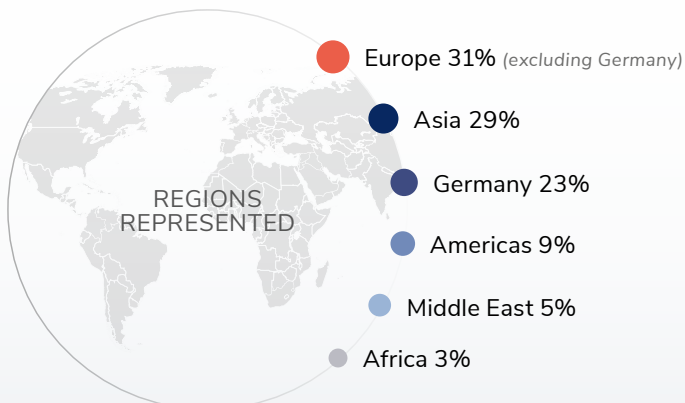 Europe 31% (excluding Germany)
Asia 29%
Germany 23%
REGIONS
REPRESENTED
Americas 9%
Middle East 5%
Africa 3%